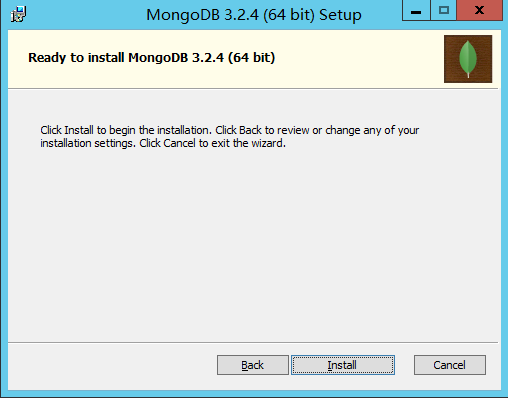 MongoDB 3.2.4 (64 bit) Setup
Ready to install MongoDB 3.2.4 (64 bit)
Click Install to begin the installation. Click Back to review or change any of your
installation settings. Click Cancel to exit the wizard.
Back Install Cancel